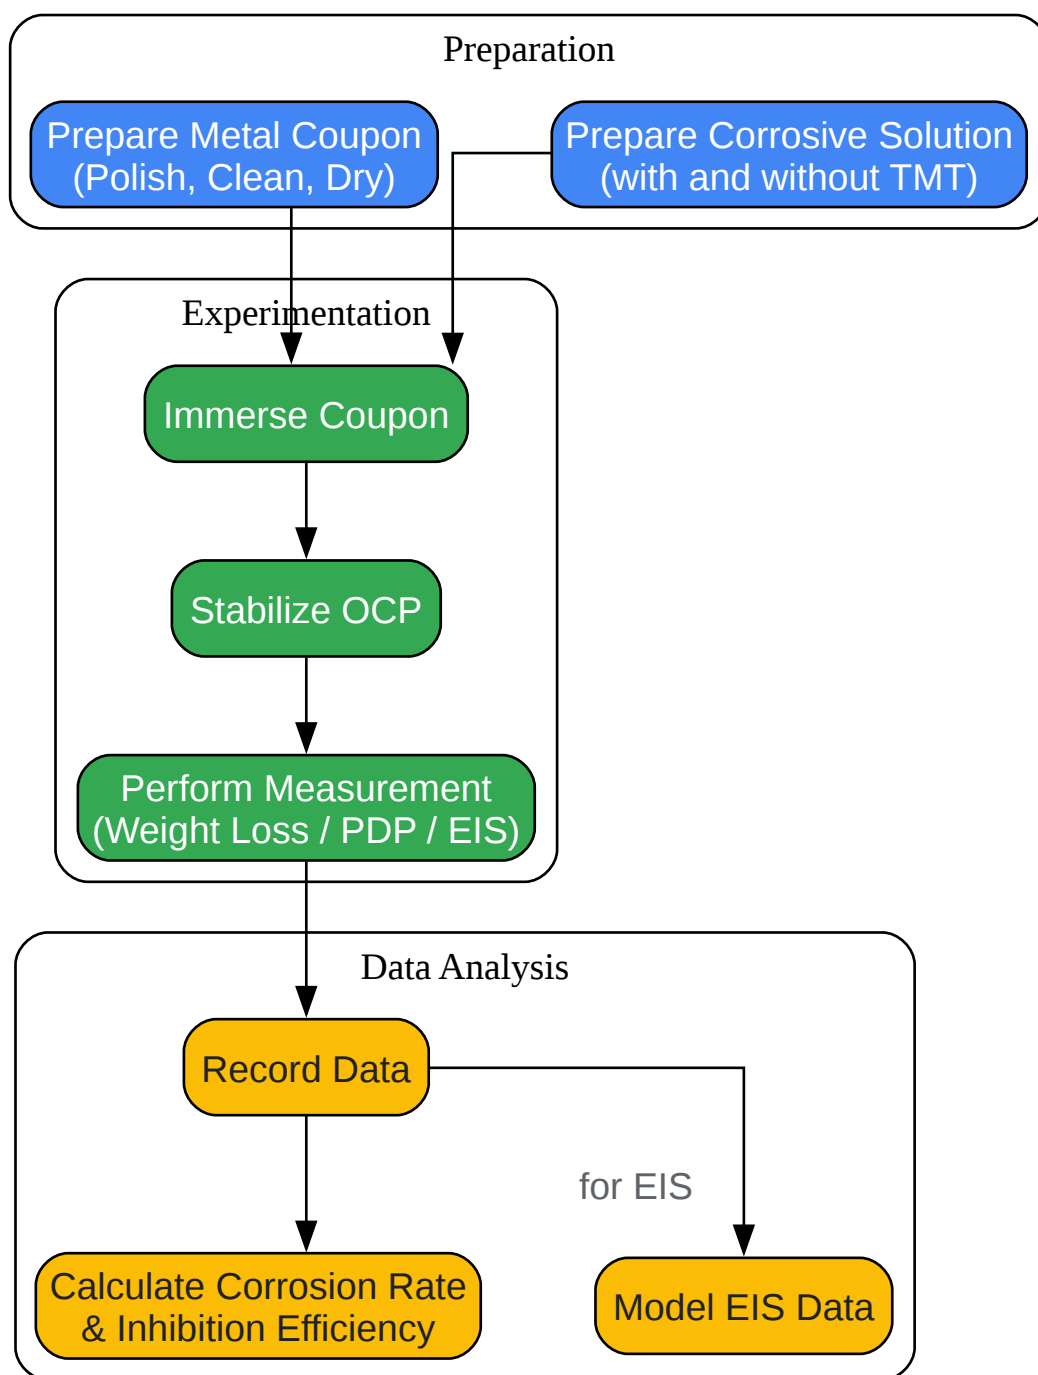 Preparation
Prepare Metal Coupon
(Polish, Clean, Dry)
Prepare Corrosive Solution
(with and without TMT)
Experimentation
Immerse Coupon
Stabilize OCP
Perform Measurement
(Weight Loss / PDP / EIS)
Data Analysis
Record Data
for EIS
Calculate Corrosion Rate
& Inhibition Efficiency
Model EIS Data